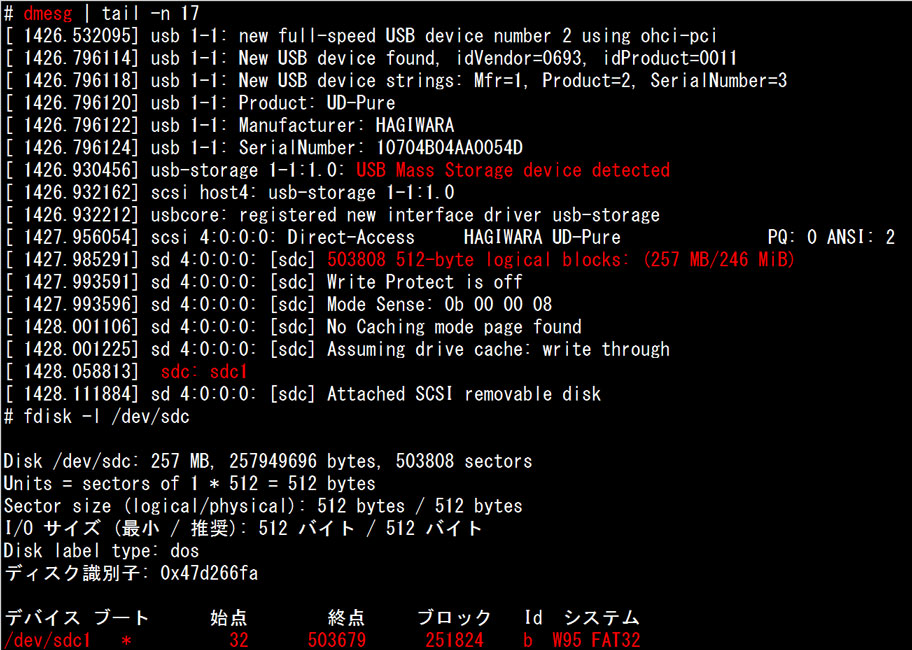 # dmesg | tail -n 17
[ 1426.532095] usb 1-1: new full-speed USB device number 2 using ohci-pci
[ 1426.796114] usb 1-1: New USB device found, idVendor=0693, idProduct=0011
[ 1426.796118] usb 1-1: New USB device strings: Mfr=1, Product=2, SerialNumber=3
[ 1426.796120] usb 1-1: Product: UD-Pure
[ 1426.796122] usb 1-1: Manufacturer: HAGIWARA
[ 1426.796124] usb 1-1: SerialNumber: 10704B04AA0054D
[ 1426.930456] usb-storage 1-1:1.0: USB Mass Storage device detected
[ 1426.932162] scsi host4: usb-storage 1-1:1.0
[ 1426.932212] usbcore: registered new interface driver usb-storage
[ 1427.956054] scsi 4:0:0:0: Direct-Access     HAGIWARA UD-Pure               PQ: 0 ANSI: 2
[ 1427.985291] sd 4:0:0:0: [sdc] 503808 512-byte logical blocks: (257 MB/246 MiB)
[ 1427.993591] sd 4:0:0:0: [sdc] Write Protect is off
[ 1427.993596] sd 4:0:0:0: [sdc] Mode Sense: 0b 00 00 08
[ 1428.001106] sd 4:0:0:0: [sdc] No Caching mode page found
[ 1428.001225] sd 4:0:0:0: [sdc] Assuming drive cache: write through
[ 1428.058813]  sdc: sdc1
[ 1428.111884] sd 4:0:0:0: [sdc] Attached SCSI removable disk
# fdisk -l /dev/sdc
Disk /dev/sdc: 257 MB, 257949696 bytes, 503808 sectors
Units = sectors of 1 * 512 = 512 bytes
Sector size (logical/physical): 512 bytes / 512 bytes
I/O サイズ (最小 / 推奨): 512 バイト / 512 バイト
Disk label type: dos
ディスク識別子: 0x47d266fa
デバイス ブート      始点        終点     ブロック   Id  システム
/dev/sdc1   *          32      503679      251824    b  W95 FAT32